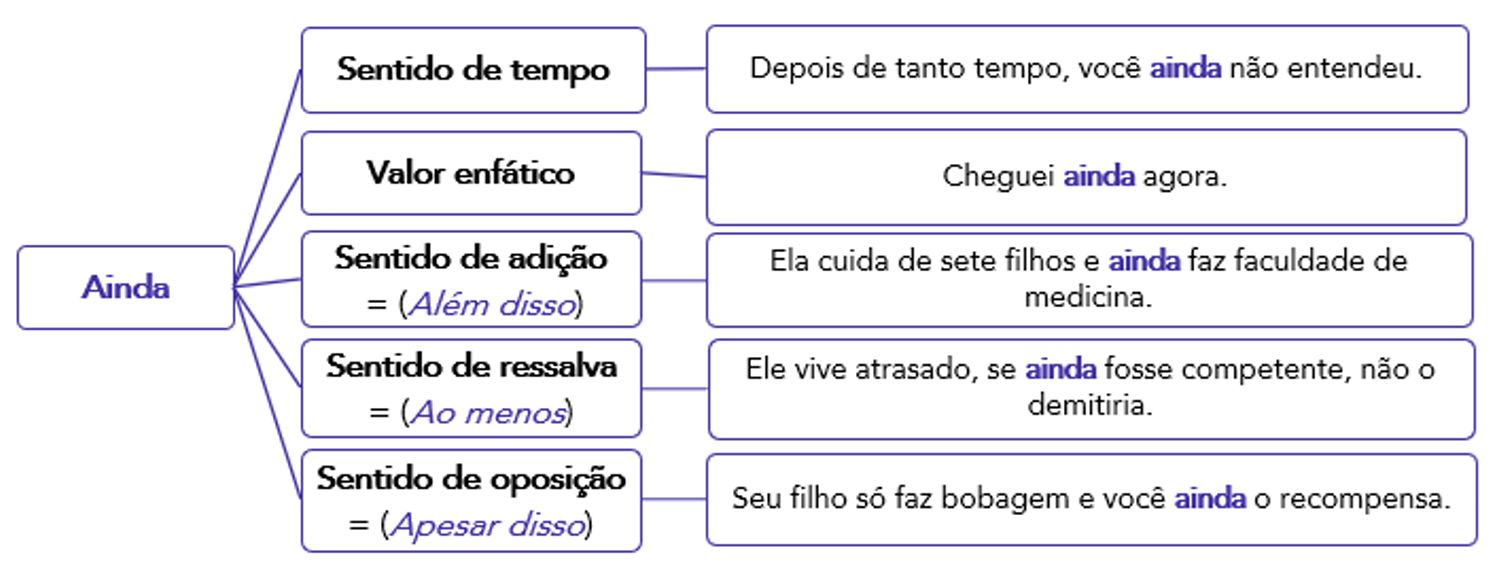 Sentido de tempo
Depois de tanto tempo, você ainda não entendeu.
Valor enfático
Cheguei ainda agora.
Ainda
Sentido de adição
= (Além disso)
Ela cuida de sete filhos e ainda faz faculdade de
medicina.
Sentido de ressalva
= (Ao menos)
Ele vive atrasado, se ainda fosse competente, não o
demitiria.
Sentido de oposição
= (Apesar disso)
Seu filho só faz bobagem e você ainda o recompensa.